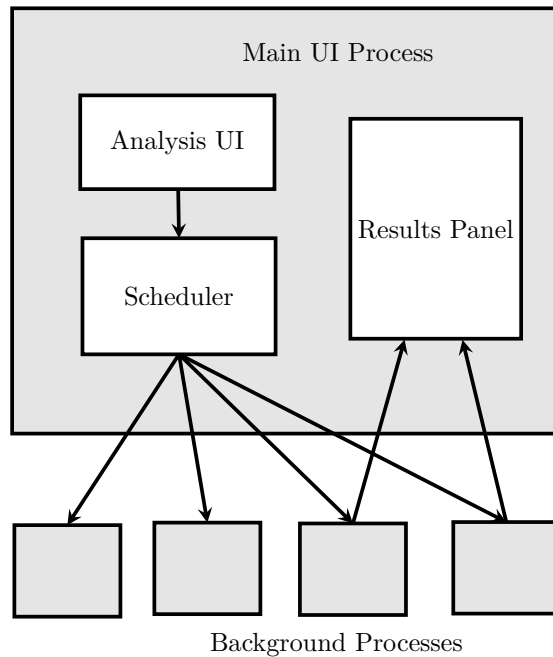 Main UI Process
Analysis UI
Results Panel
Scheduler
Background Processes